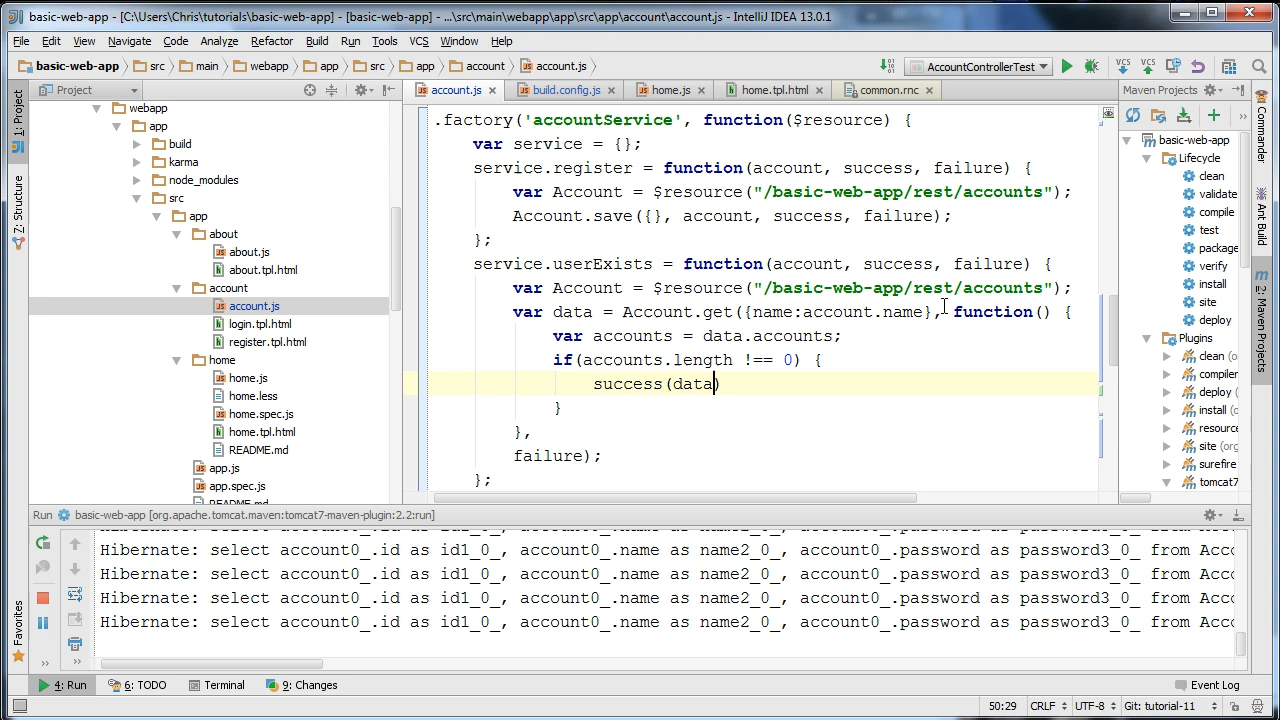 basic-web-app - [C:\Users\Chris\tutorials\basic-web-app] - [basic-web-app] - ...\src\main\webapp\app\src\app\account\account.js - IntelliJ IDEA 13.0.1
File Edit View Navigate Code Analyze Refactor Build Run Tools VCS Window Help
basic-web-app src main webapp app src app account account.js AccountControllerTest
Project account.js build.config.js home.js home.tpl.html common.rnc Maven Projects
1: Project
Z: Structure
Favorites
webapp
app
build
karma
node_modules
src
app
about
about.js
about.tpl.html
account
account.js
login.tpl.html
register.tpl.html
home
home.js
home.less
home.spec.js
home.tpl.html
README.md
app.js
app.spec.js
README.md
.factory('accountService', function($resource) {
var service = {};
service.register = function(account, success, failure) {
var Account = $resource("/basic-web-app/rest/accounts");
Account.save({}, account, success, failure);
};
service.userExists = function(account, success, failure) {
var Account = $resource("/basic-web-app/rest/accounts");
var data = Account.get({name:account.name}, function() {
var accounts = data.accounts;
if(accounts.length !== 0) {
success(data)
}
},
failure);
};
basic-web-app
Lifecycle
clean
validate
compile
test
package
verify
install
site
deploy
Plugins
clean (o
compiler
deploy (
install (
resource
site (org
surefire
tomcat7
Commander
Ant Build
Maven Projects
Run basic-web-app [org.apache.tomcat.maven:tomcat7-maven-plugin:2.2:run]
Hibernate: select account0_.id as id1_0_, account0_.name as name2_0_, account0_.password as password3_0_ from Acco
Hibernate: select account0_.id as id1_0_, account0_.name as name2_0_, account0_.password as password3_0_ from Acco
Hibernate: select account0_.id as id1_0_, account0_.name as name2_0_, account0_.password as password3_0_ from Acco
Hibernate: select account0_.id as id1_0_, account0_.name as name2_0_, account0_.password as password3_0_ from Acco
4: Run 6: TODO Terminal 9: Changes Event Log
50:29 CRLF UTF-8 Git: tutorial-11